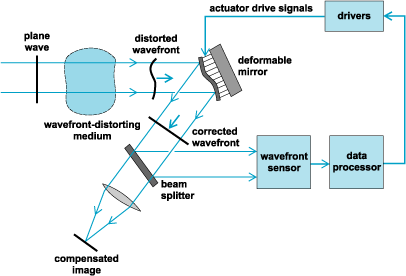 actuator drive signals
drivers
plane
wave
distorted
wavefront
deformable
mirror
wavefront-distorting
medium
corrected
wavefront
wavefront
sensor
data
processor
beam
splitter
compensated
image